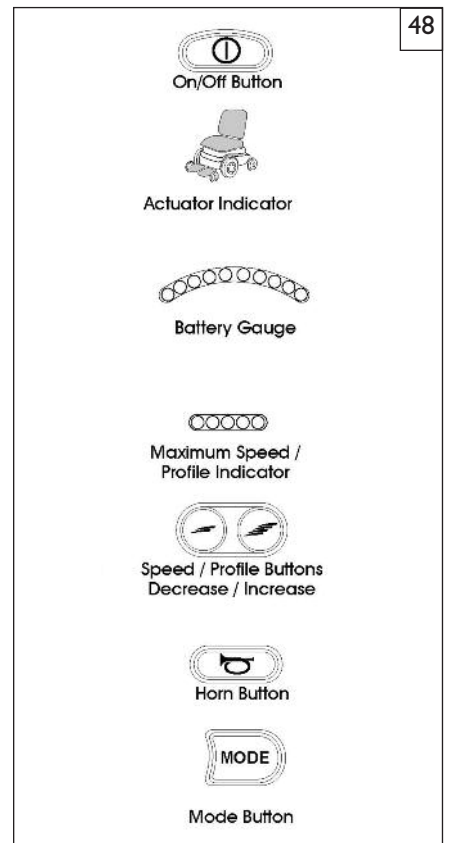 48
On/Off Button
Actuator Indicator
Battery Gauge
Maximum Speed /
Profile Indicator
Speed / Profile Buttons
Decrease / Increase
Horn Button
MODE
Mode Button